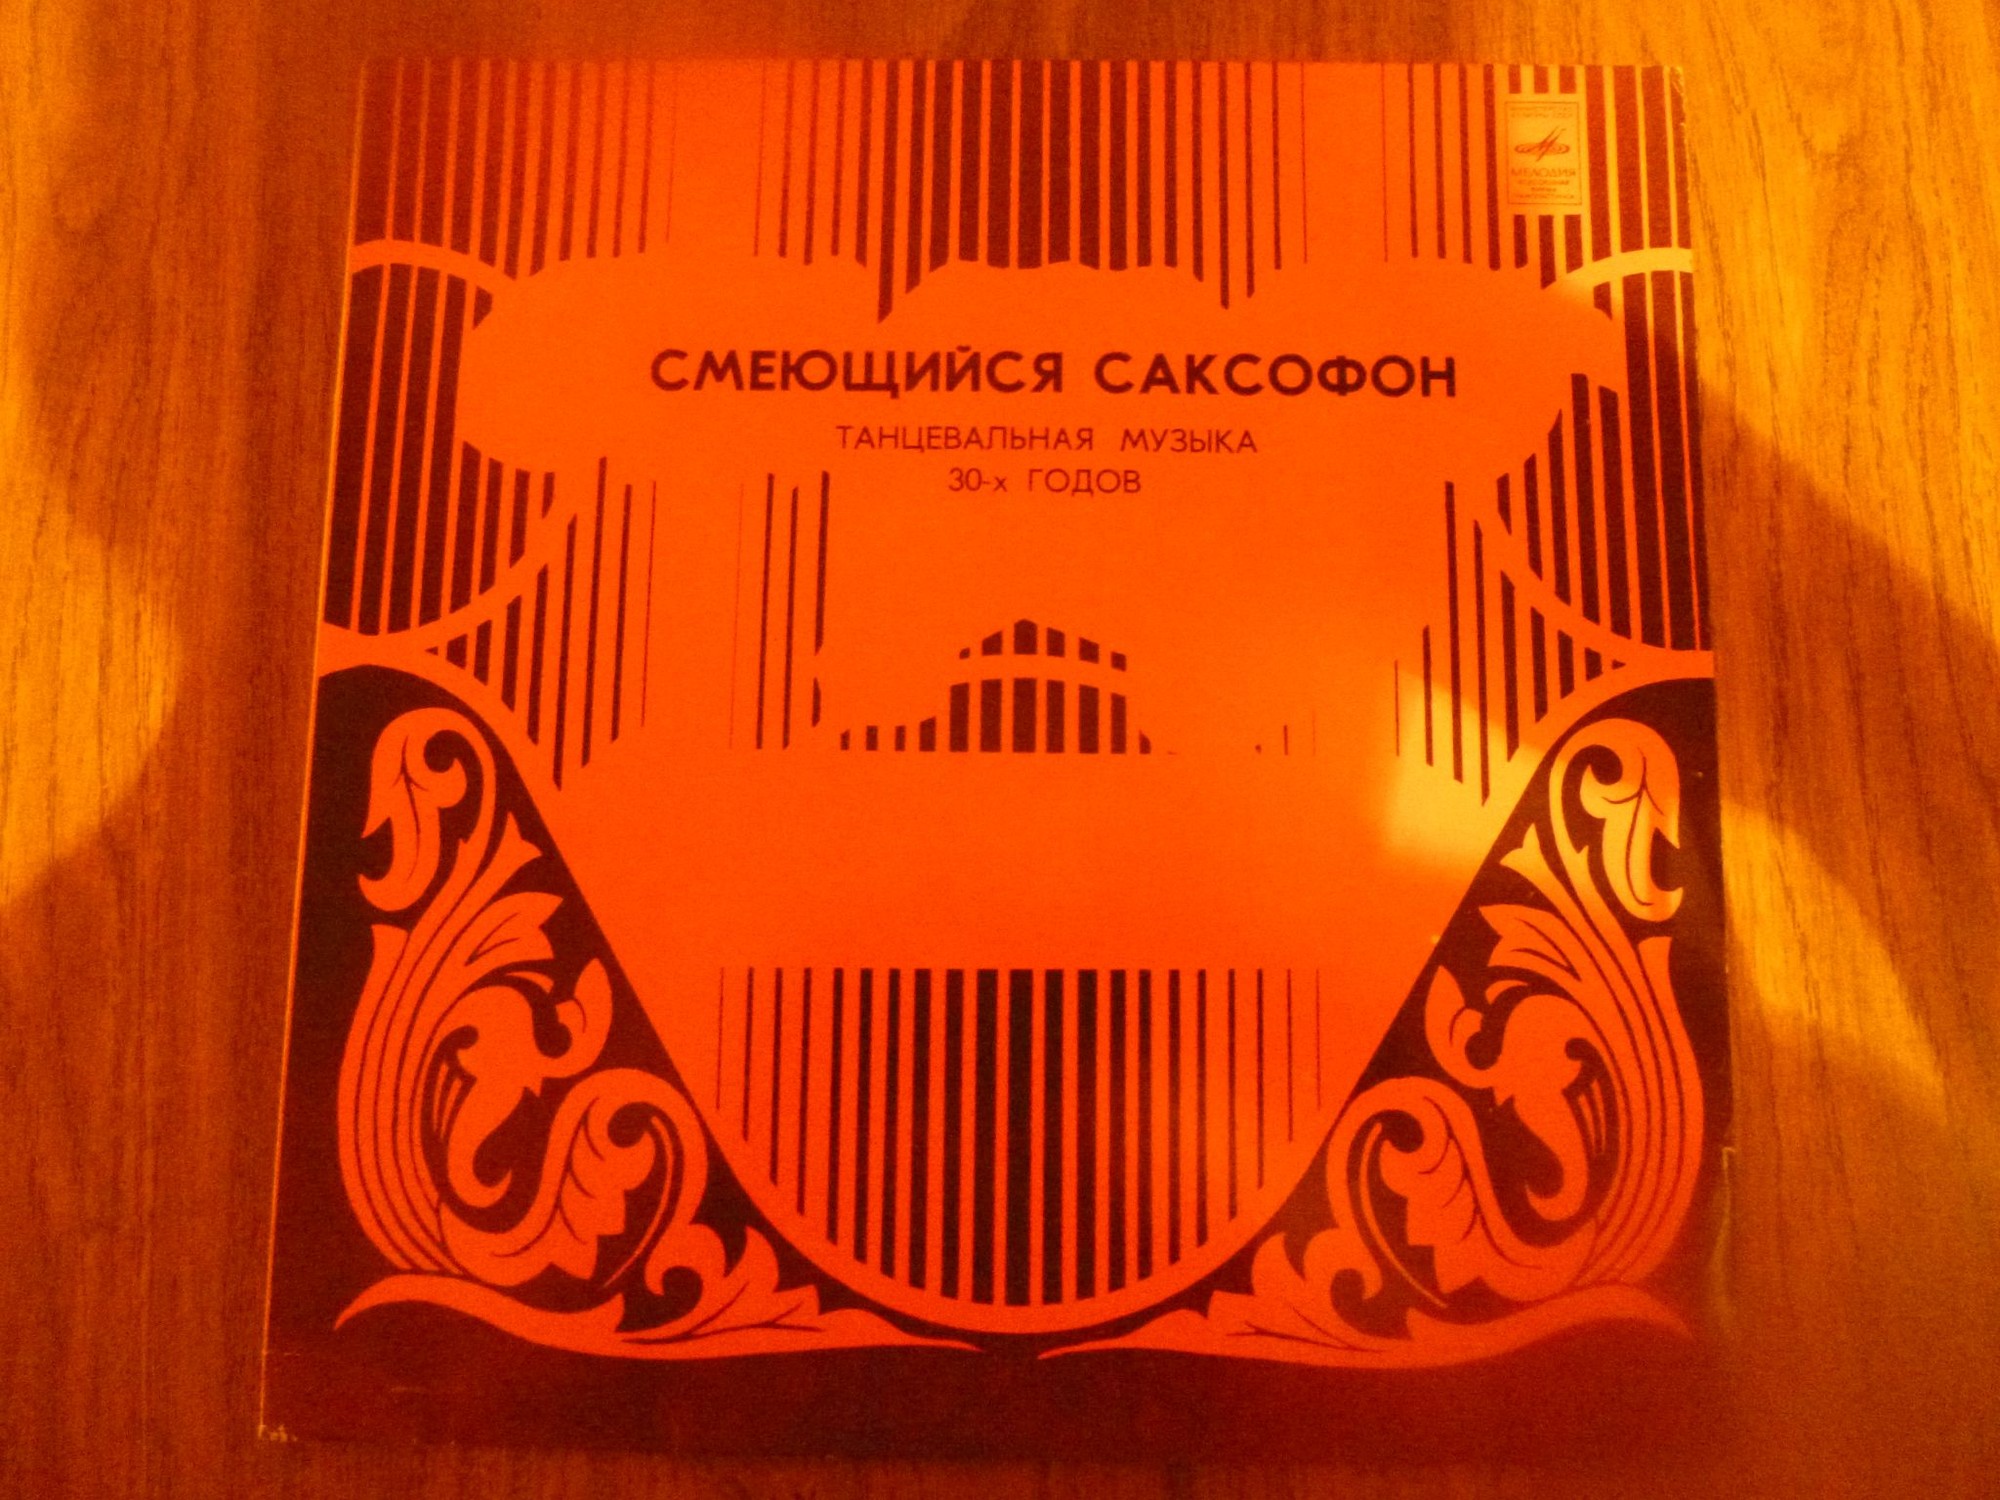 МЕЛОДИЯ
СМЕЮЩИЙСЯ САКСОФОН
ТАНЦЕВАЛЬНАЯ МУЗЫКА
30-х ГОДОВ